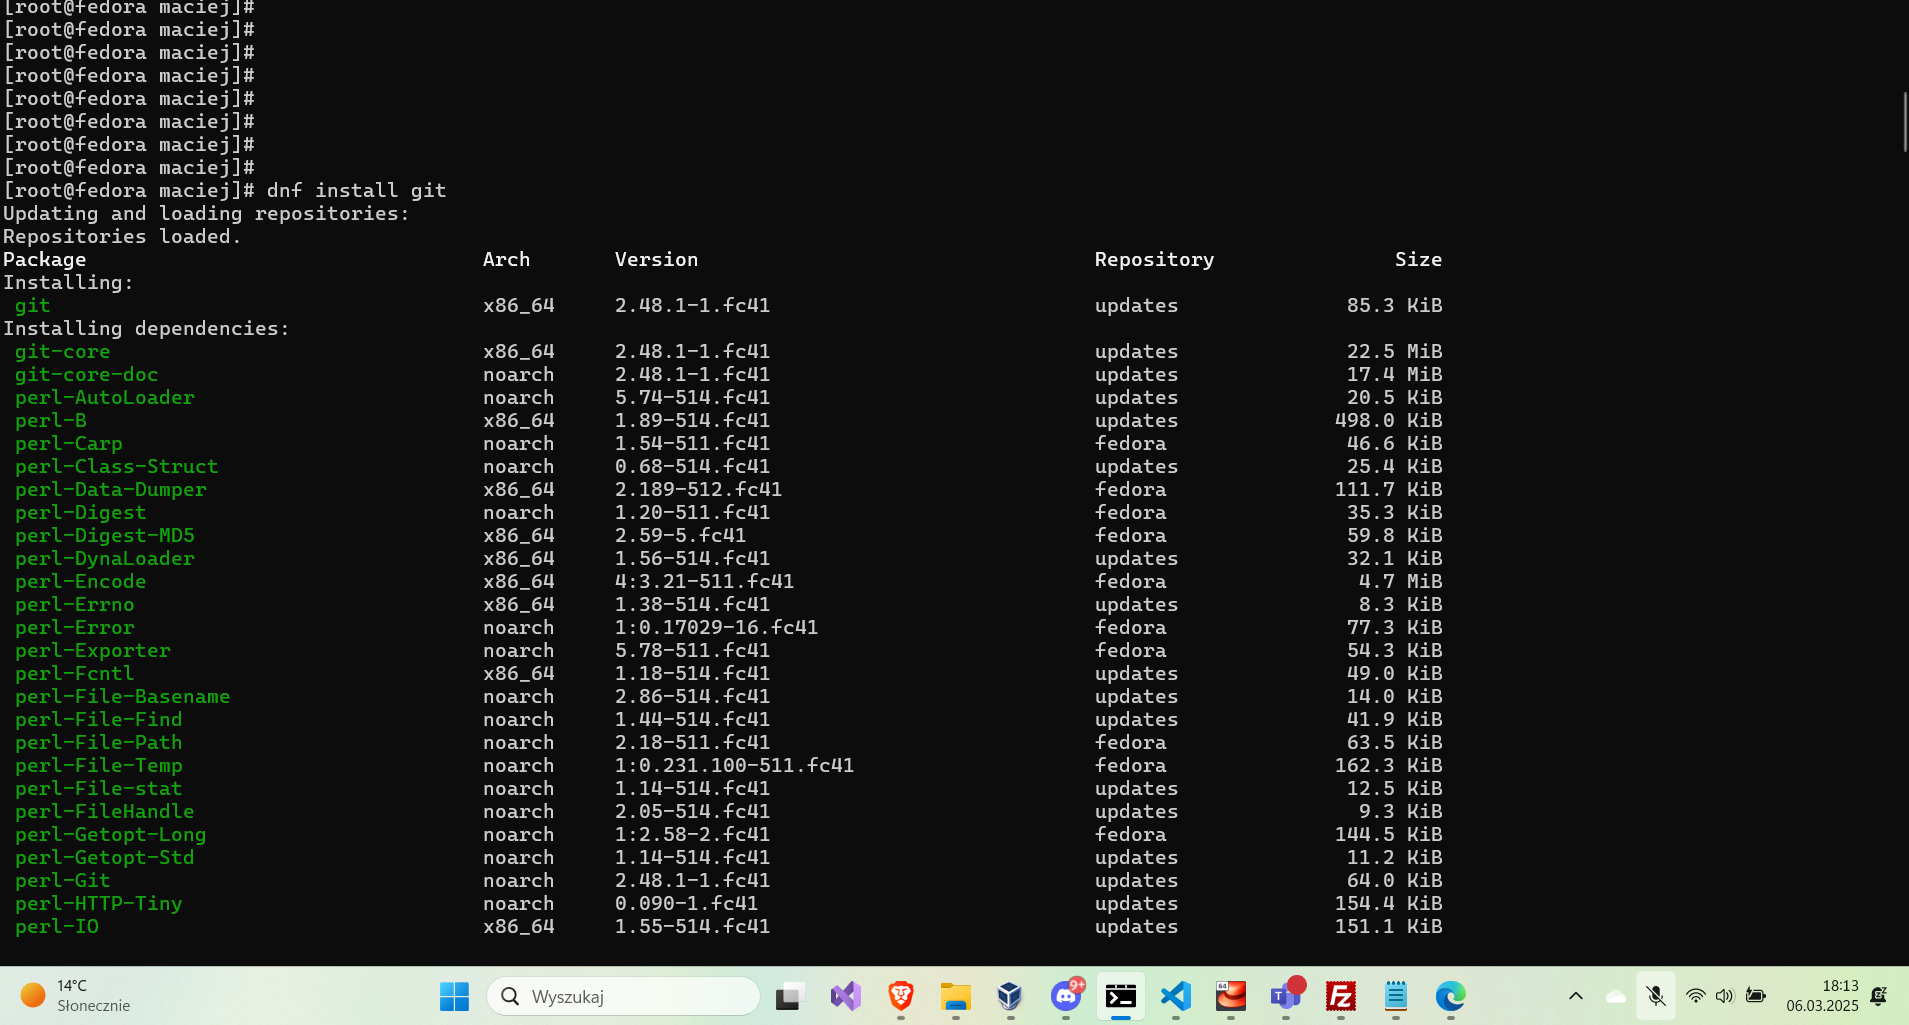 [root@fedora maciej]#
[root@fedora maciej]#
[root@fedora maciej]#
[root@fedora maciej]#
[root@fedora maciej]#
[root@fedora maciej]#
[root@fedora maciej]#
[root@fedora maciej]#
[root@fedora maciej]# dnf install git
Updating and loading repositories:
Repositories loaded.
Package Arch Version Repository Size
Installing:
git x86_64 2.48.1-1.fc41 updates 85.3 KiB
Installing dependencies:
git-core x86_64 2.48.1-1.fc41 updates 22.5 MiB
git-core-doc noarch 2.48.1-1.fc41 updates 17.4 MiB
perl-AutoLoader noarch 5.74-514.fc41 updates 20.5 KiB
perl-B x86_64 1.89-514.fc41 updates 498.0 KiB
perl-Carp noarch 1.54-511.fc41 fedora 46.6 KiB
perl-Class-Struct noarch 0.68-514.fc41 updates 25.4 KiB
perl-Data-Dumper x86_64 2.189-512.fc41 fedora 111.7 KiB
perl-Digest noarch 1.20-511.fc41 fedora 35.3 KiB
perl-Digest-MD5 x86_64 2.59-5.fc41 fedora 59.8 KiB
perl-DynaLoader x86_64 1.56-514.fc41 updates 32.1 KiB
perl-Encode x86_64 4:3.21-511.fc41 fedora 4.7 MiB
perl-Errno x86_64 1.38-514.fc41 updates 8.3 KiB
perl-Error noarch 1:0.17029-16.fc41 fedora 77.3 KiB
perl-Exporter noarch 5.78-511.fc41 fedora 54.3 KiB
perl-Fcntl x86_64 1.18-514.fc41 updates 49.0 KiB
perl-File-Basename noarch 2.86-514.fc41 updates 14.0 KiB
perl-File-Find noarch 1.44-514.fc41 updates 41.9 KiB
perl-File-Path noarch 2.18-511.fc41 fedora 63.5 KiB
perl-File-Temp noarch 1:0.231.100-511.fc41 fedora 162.3 KiB
perl-File-stat noarch 1.14-514.fc41 updates 12.5 KiB
perl-FileHandle noarch 2.05-514.fc41 updates 9.3 KiB
perl-Getopt-Long noarch 1:2.58-2.fc41 fedora 144.5 KiB
perl-Getopt-Std noarch 1.14-514.fc41 updates 11.2 KiB
perl-Git noarch 2.48.1-1.fc41 updates 64.0 KiB
perl-HTTP-Tiny noarch 0.090-1.fc41 updates 154.4 KiB
perl-IO x86_64 1.55-514.fc41 updates 151.1 KiB
14°C
Słonecznie
Wyszukaj
9+
64
18:13
06.03.2025